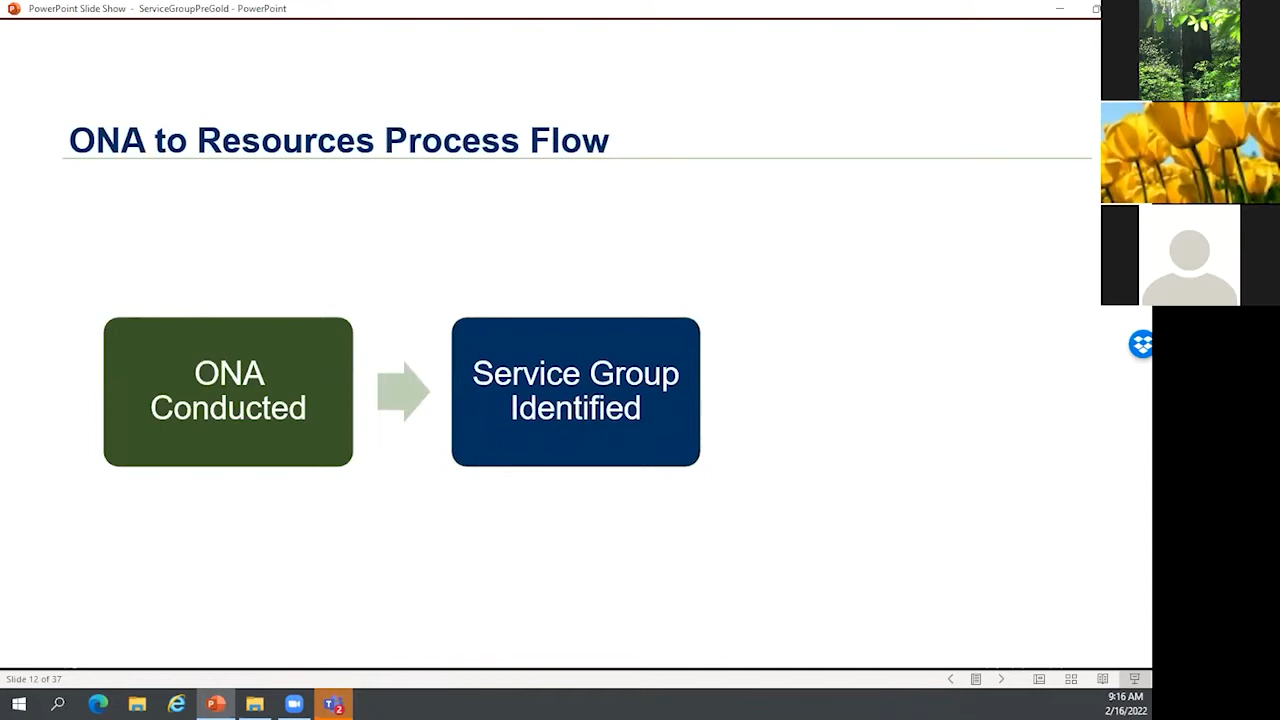 PowerPoint Slide Show - ServiceGroupPreGold - PowerPoint
ONA to Resources Process Flow
ONA
Conducted
Service Group
Identified
Slide 12 of 37
2
9:16 AM
2/16/2022